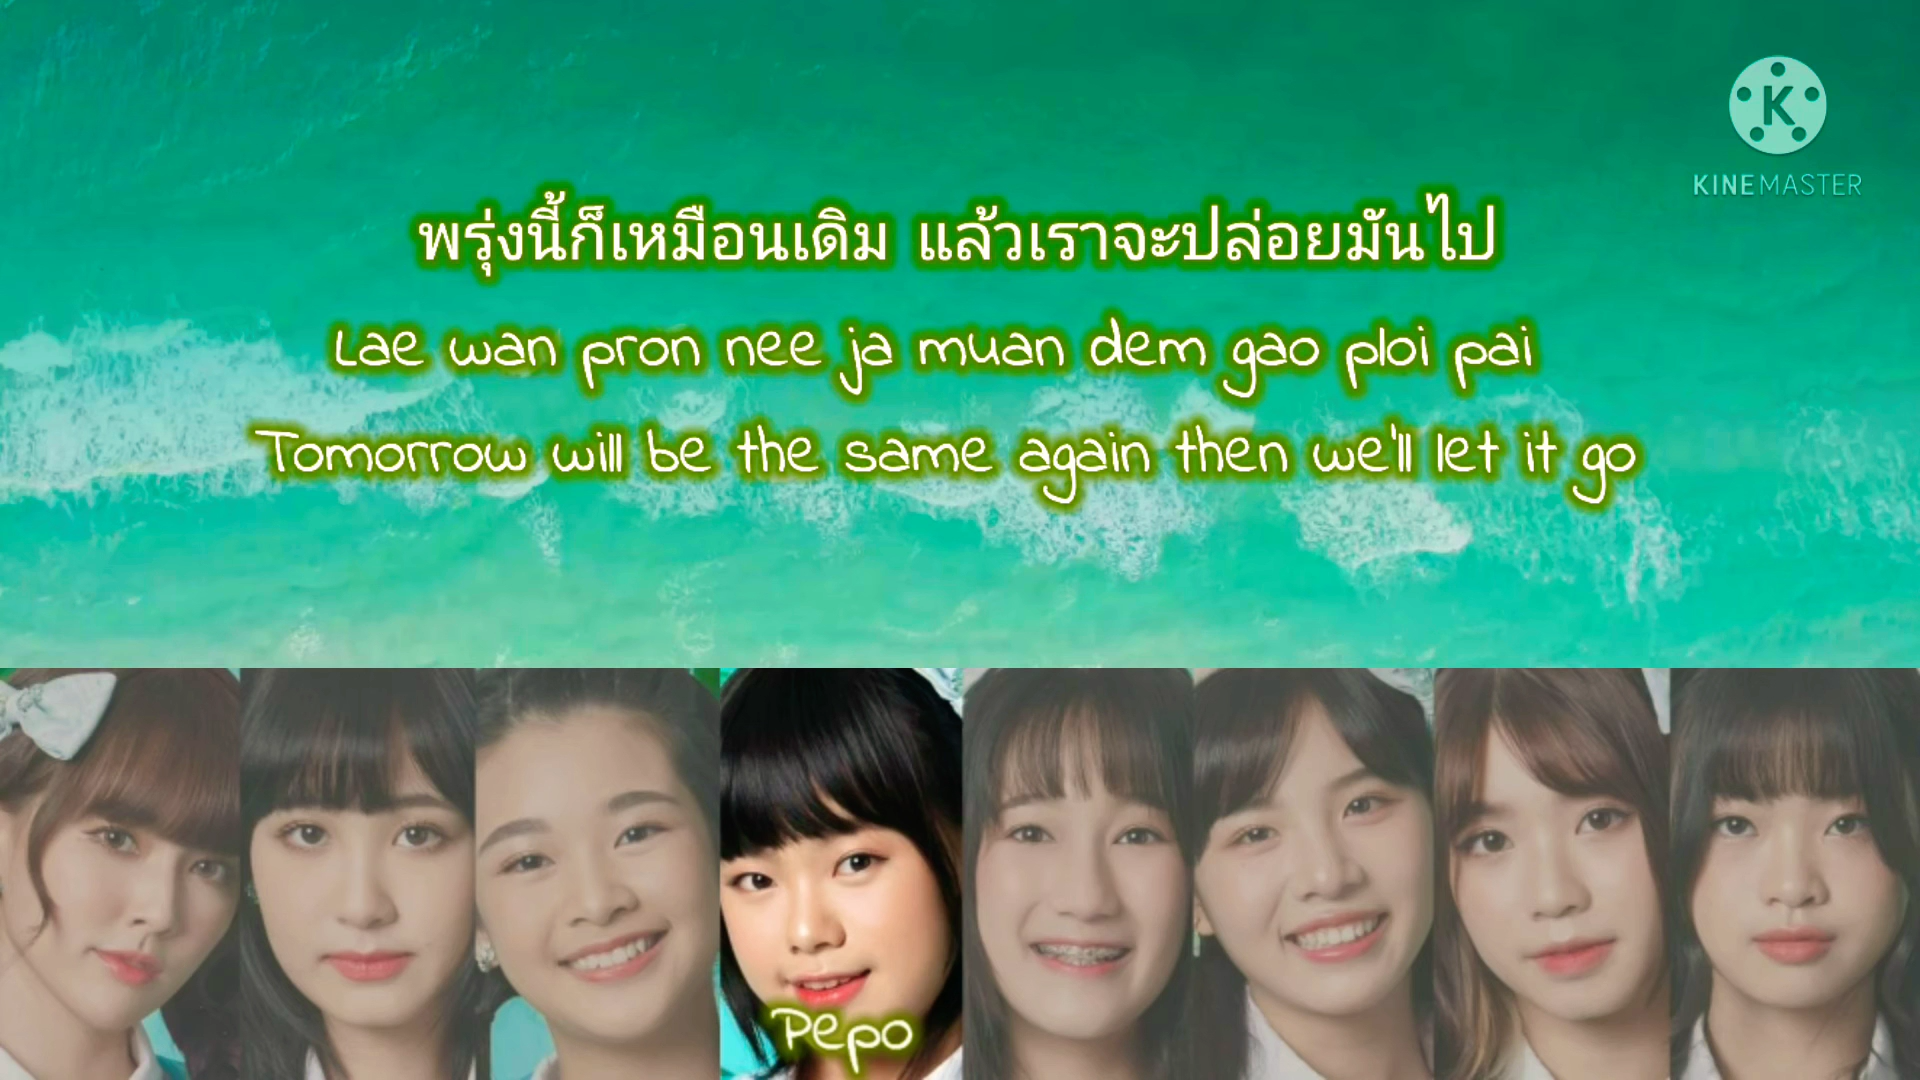 KINEMASTER
พรุ่งนี้ก็เหมือนเดิม แล้วเราจะปล่อยมันไป
Lae wan pron nee ja muan dem gao ploi pai
Tomorrow will be the same again then we'll let it go
Pepo